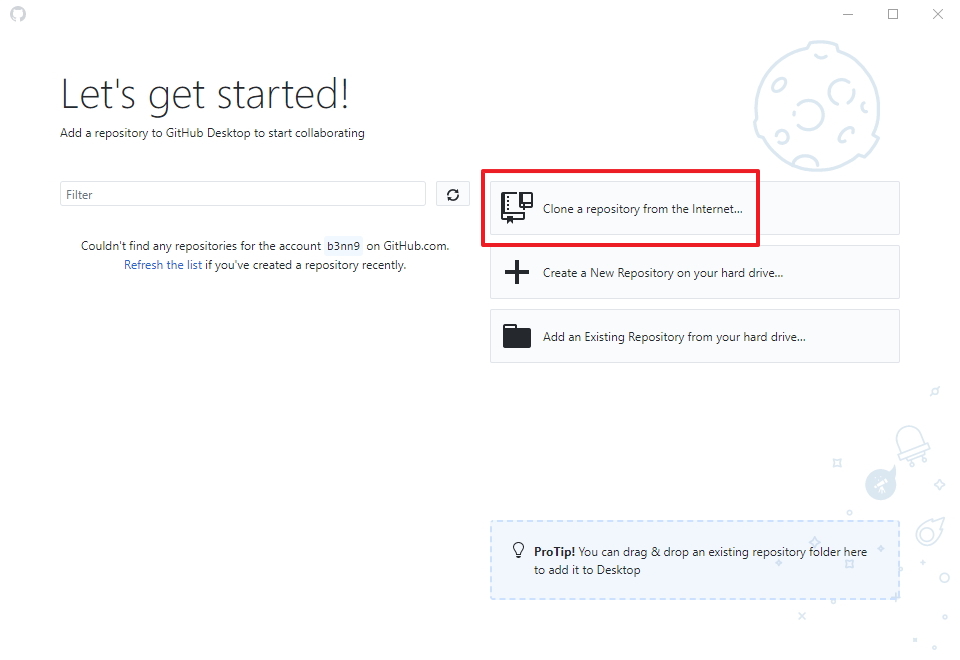 Let's get started!
Add a repository to GitHub Desktop to start collaborating
Filter
Couldn't find any repositories for the account b3nn9 on GitHub.com.
Refresh the list if you've created a repository recently.
Clone a repository from the Internet...
Create a New Repository on your hard drive...
Add an Existing Repository from your hard drive...
ProTip! You can drag & drop an existing repository folder here
to add it to Desktop